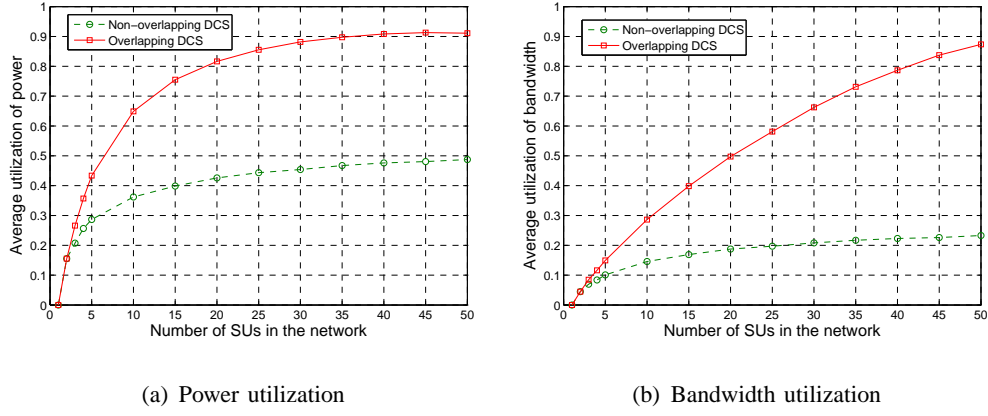 Non−overlapping DCS
Overlapping DCS
1
0.9
0.8
0.7
0.6
0.5
0.4
0.3
0.2
0.1
0
Average utilization of power
0 5 10 15 20 25 30 35 40 45 50
Number of SUs in the network
(a) Power utilization
Non−overlapping DCS
Overlapping DCS
1
0.9
0.8
0.7
0.6
0.5
0.4
0.3
0.2
0.1
0
Average utilization of bandwidth
0 5 10 15 20 25 30 35 40 45 50
Number of SUs in the network
(b) Bandwidth utilization